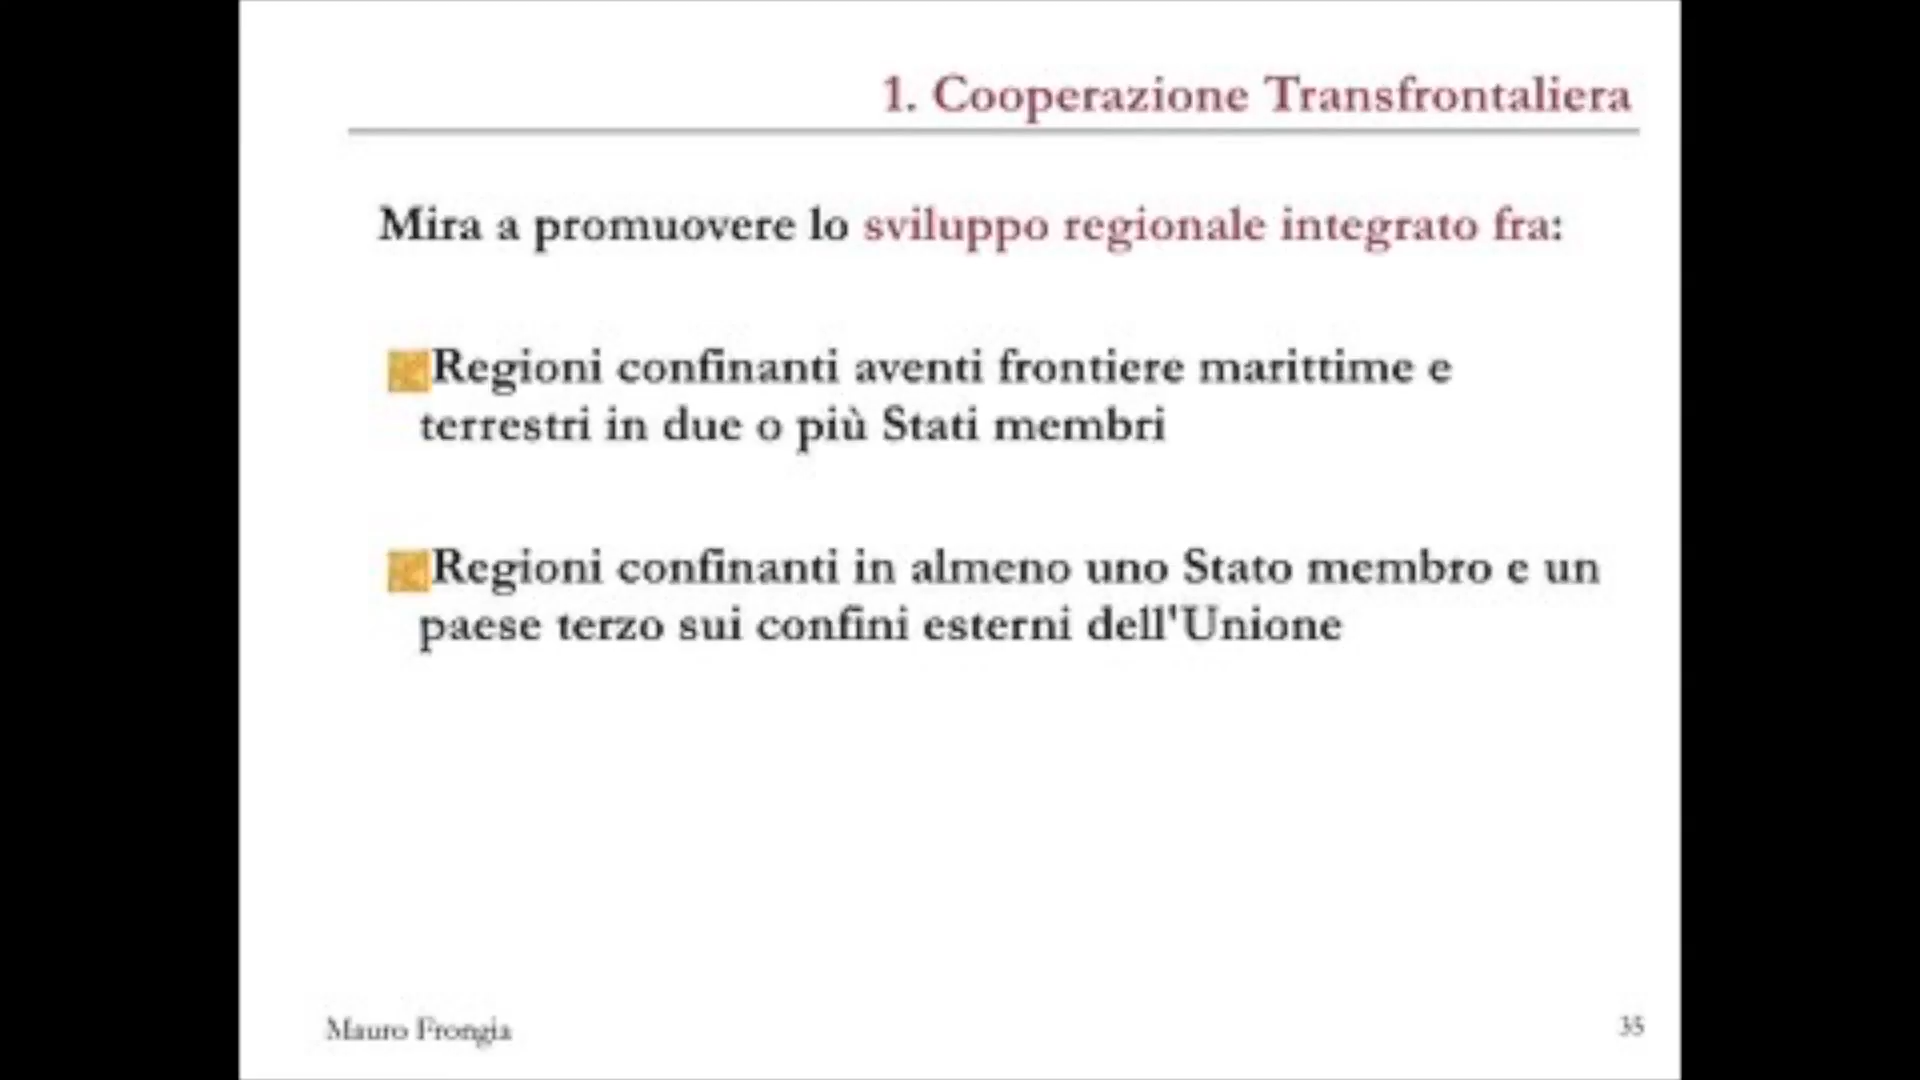 1. Cooperazione Transfrontaliera
Mira a promuovere lo sviluppo regionale integrato fra:
Regioni confinanti aventi frontiere marittime e
terrestri in due o più Stati membri
Regioni confinanti in almeno uno Stato membro e un
paese terzo sui confini esterni dell'Unione
Mauro Frongia
35